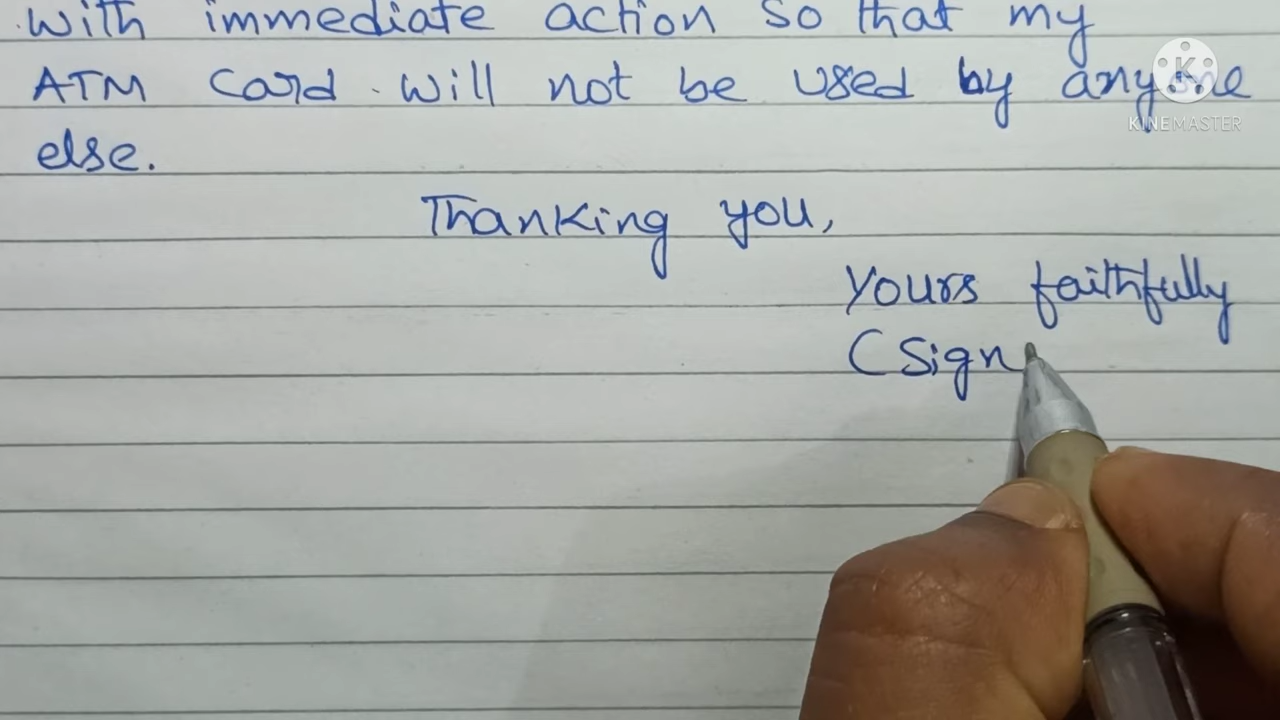 with immediate action so that my
ATM Card will not be used by anyone
else.
Thanking you,
Yours faithfully
(Sign
KINEMASTER